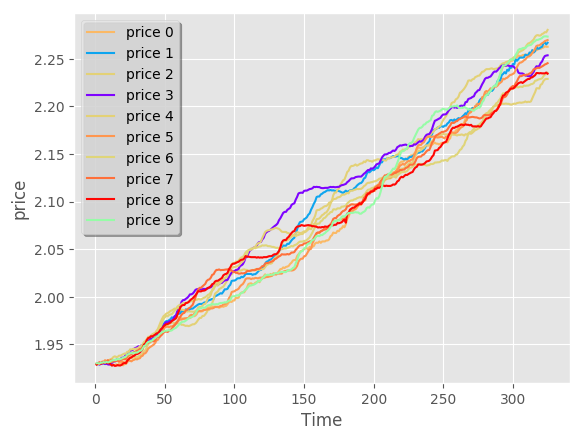 price 0
price 1
price 2
price 3
price 4
price 5
price 6
price 7
price 8
price 9
price
2.25
2.20
2.15
2.10
2.05
2.00
1.95
0 50 100 150 200 250 300
Time